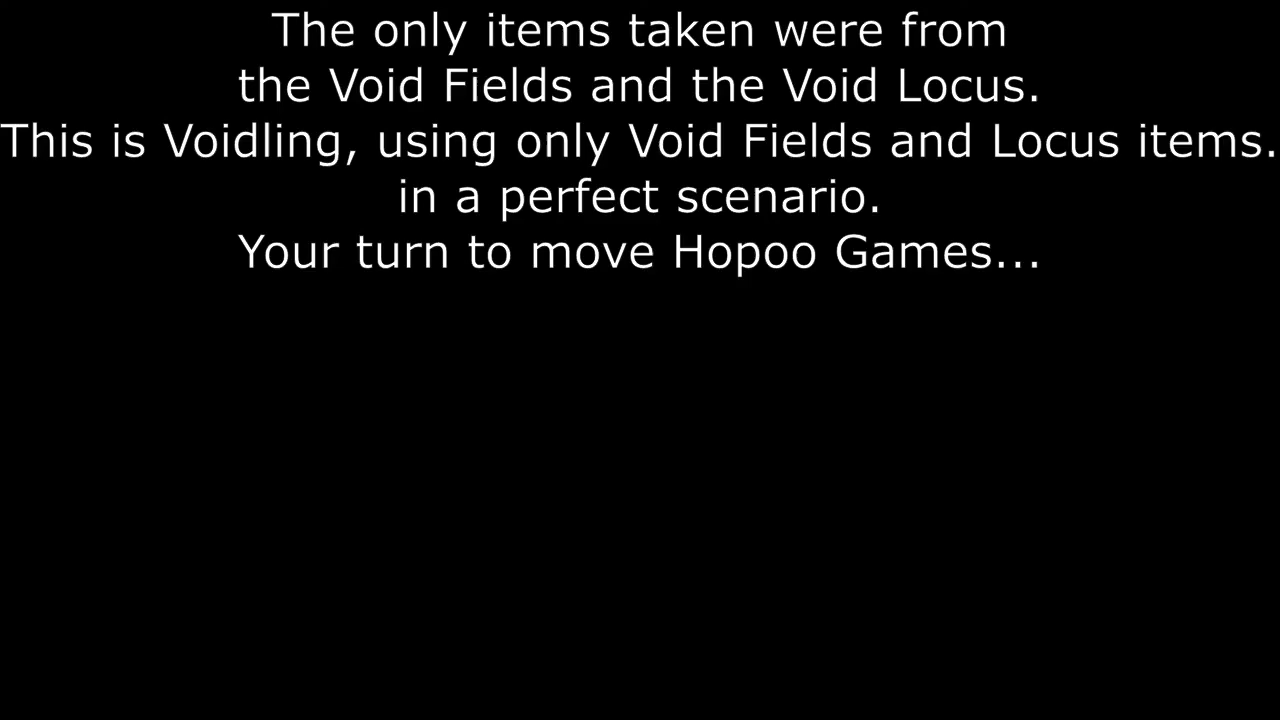 The only items taken were from
the Void Fields and the Void Locus.
This is Voidling, using only Void Fields and Locus items.
in a perfect scenario.
Your turn to move Hopoo Games...